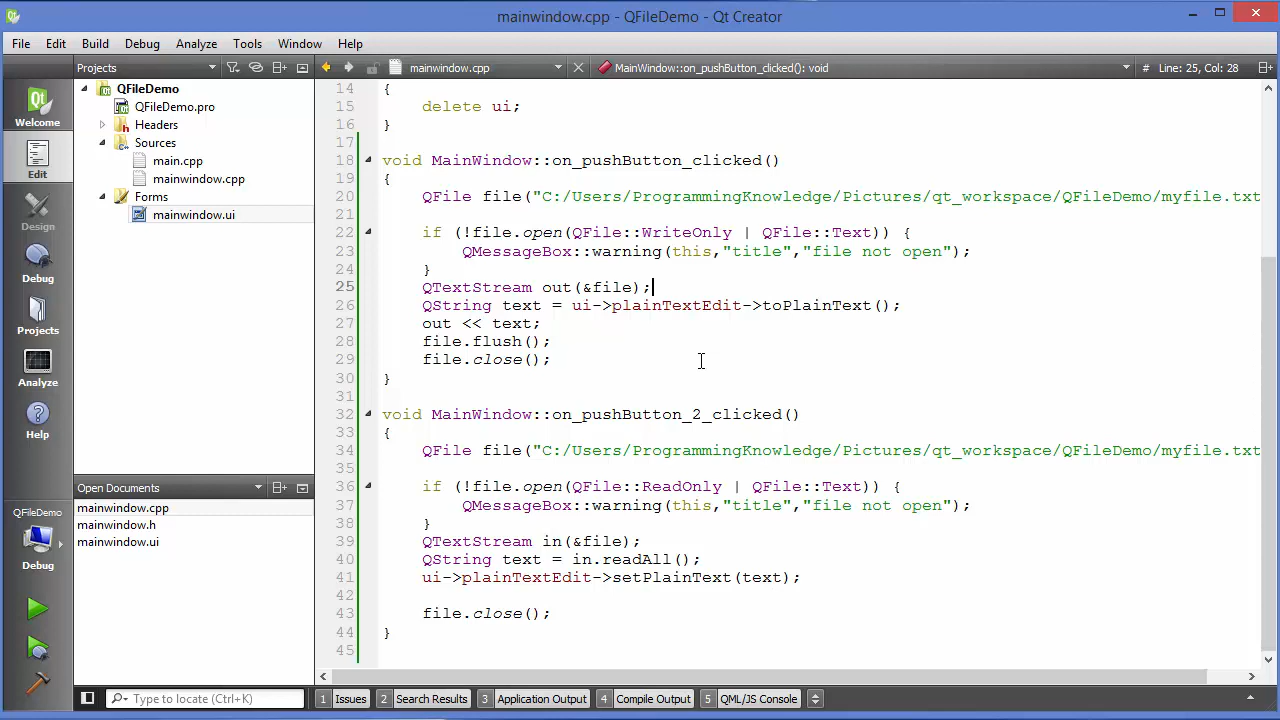 mainwindow.cpp - QFileDemo - Qt Creator
File Edit Build Debug Analyze Tools Window Help
Projects mainwindow.cpp MainWindow::on_pushButton_clicked(): void # Line: 25, Col: 28
Welcome
Edit
Design
Debug
Projects
Analyze
Help
QFileDemo
Debug
QFileDemo
QFileDemo.pro
Headers
Sources
main.cpp
mainwindow.cpp
Forms
mainwindow.ui
Open Documents
mainwindow.cpp
mainwindow.h
mainwindow.ui
14 {
15 delete ui;
16 }
17
18 void MainWindow::on_pushButton_clicked()
19 {
20 QFile file("C:/Users/ProgrammingKnowledge/Pictures/qt_workspace/QFileDemo/myfile.txt
21
22 if (!file.open(QFile::WriteOnly | QFile::Text)) {
23 QMessageBox::warning(this,"title","file not open");
24 }
25 QTextStream out(&file);
26 QString text = ui->plainTextEdit->toPlainText();
27 out << text;
28 file.flush();
29 file.close();
30 }
31
32 void MainWindow::on_pushButton_2_clicked()
33 {
34 QFile file("C:/Users/ProgrammingKnowledge/Pictures/qt_workspace/QFileDemo/myfile.txt
35
36 if (!file.open(QFile::ReadOnly | QFile::Text)) {
37 QMessageBox::warning(this,"title","file not open");
38 }
39 QTextStream in(&file);
40 QString text = in.readAll();
41 ui->plainTextEdit->setPlainText(text);
42
43 file.close();
44 }
45
Type to locate (Ctrl+K) 1 Issues 2 Search Results 3 Application Output 4 Compile Output 5 QML/JS Console